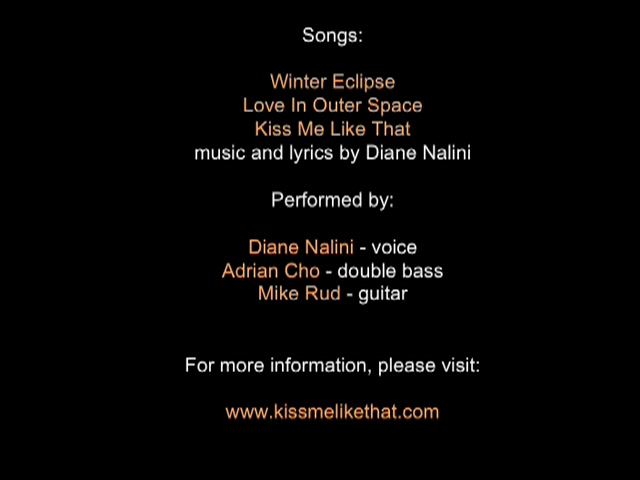 Songs:
Winter Eclipse
Love In Outer Space
Kiss Me Like That
music and lyrics by Diane Nalini
Performed by:
Diane Nalini - voice
Adrian Cho - double bass
Mike Rud - guitar
For more information, please visit:
www.kissmelikethat.com